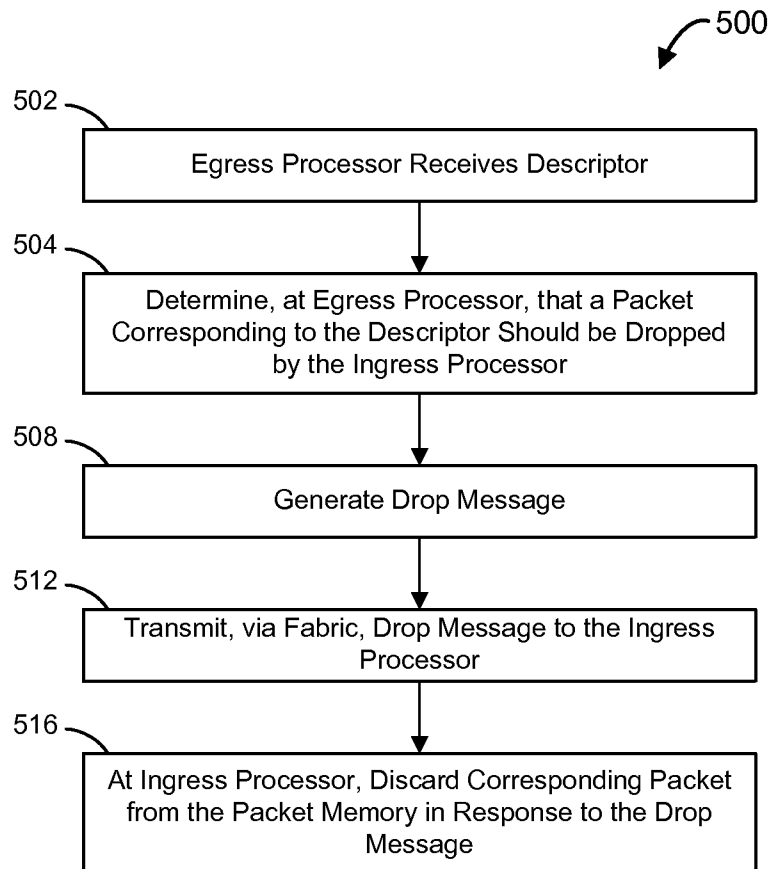 500
502
Egress Processor Receives Descriptor
504
Determine, at Egress Processor, that a Packet
Corresponding to the Descriptor Should be Dropped
by the Ingress Processor
508
Generate Drop Message
512
Transmit, via Fabric, Drop Message to the Ingress
Processor
516
At Ingress Processor, Discard Corresponding Packet
from the Packet Memory in Response to the Drop
Message